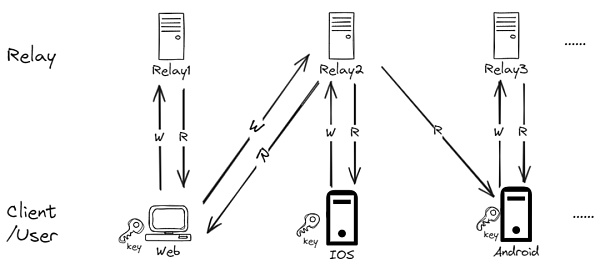 Relay
Relay1
Relay2
Relay3
......
W
R
W
R
W
R
R
W
R
Client
/User
key
Web
key
IOS
key
Android
......